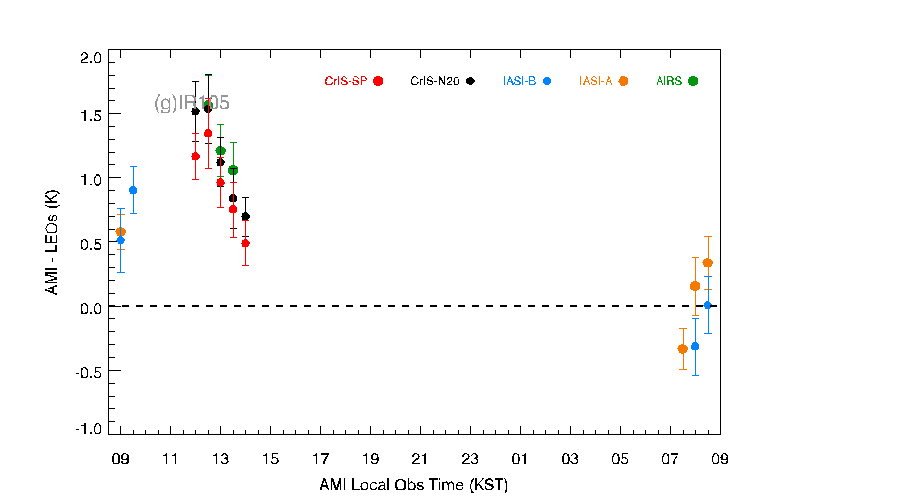 2.0
CrIS-SP CrIS-N20 IASI-B IASI-A AIRS
(g)IR105
1.5
1.0
0.5
0.0
-0.5
-1.0
AMI - LEOs (K)
09 11 13 15 17 19 21 23 01 03 05 07 09
AMI Local Obs Time (KST)